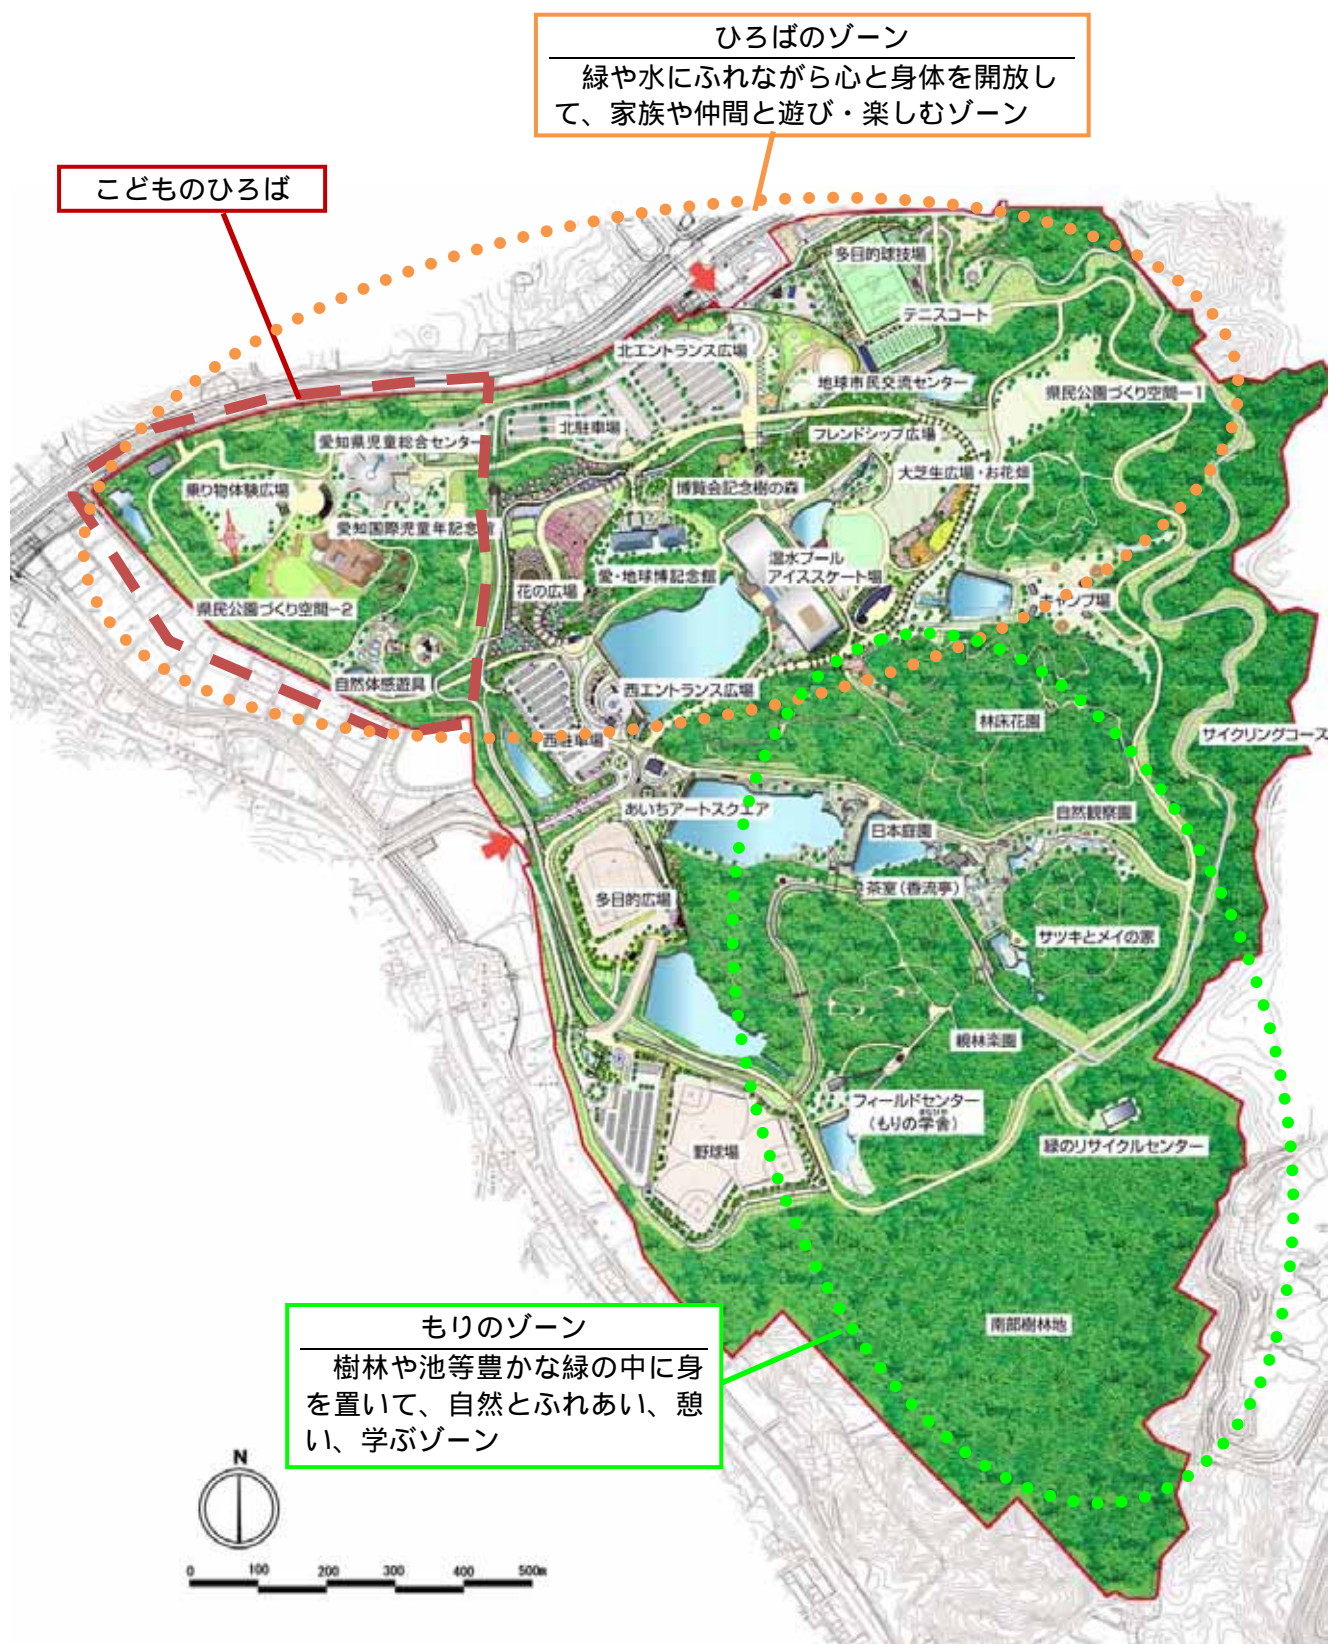 ひろばのゾーン
緑や水にふれながら心と身体を開放し
て、家族や仲間と遊び・楽しむゾーン
こどものひろば
多目的球技場
テニスコート
北エントランス広場
地球市民交流センター
県民公園づくり空間ー1
北駐車場
フレンドシップ広場
愛知県児童総合センター
大芝生広場・お花畑
乗り物体験広場
博覧会記念樹の森
愛知国際児童年記念館
温水プール
アイススケート場
愛・地球博記念館
花の広場
キャンプ場
県民公園づくり空間ー2
自然体感遊具
西エントランス広場
林床花園
サイクリングコース
西駐車場
あいちアートスクエア
自然観察園
日本庭園
茶室(香流亭)
多目的広場
サツキとメイの家
親林楽園
フィールドセンター
(もりの学舎)
まなびや
緑のリサイクルセンター
野球場
南部樹林地
もりのゾーン
樹林や池等豊かな緑の中に身
を置いて、自然とふれあい、憩
い、学ぶゾーン
N
0 100 200 300 400 500m